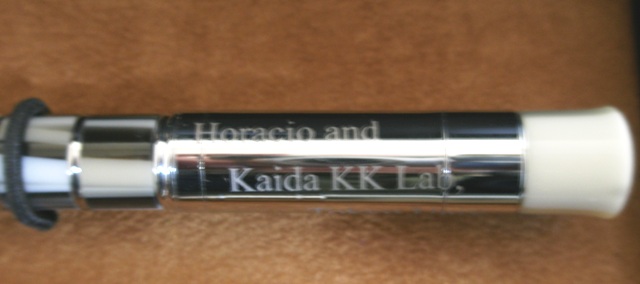 Horacio and
Kaida KK Lab,